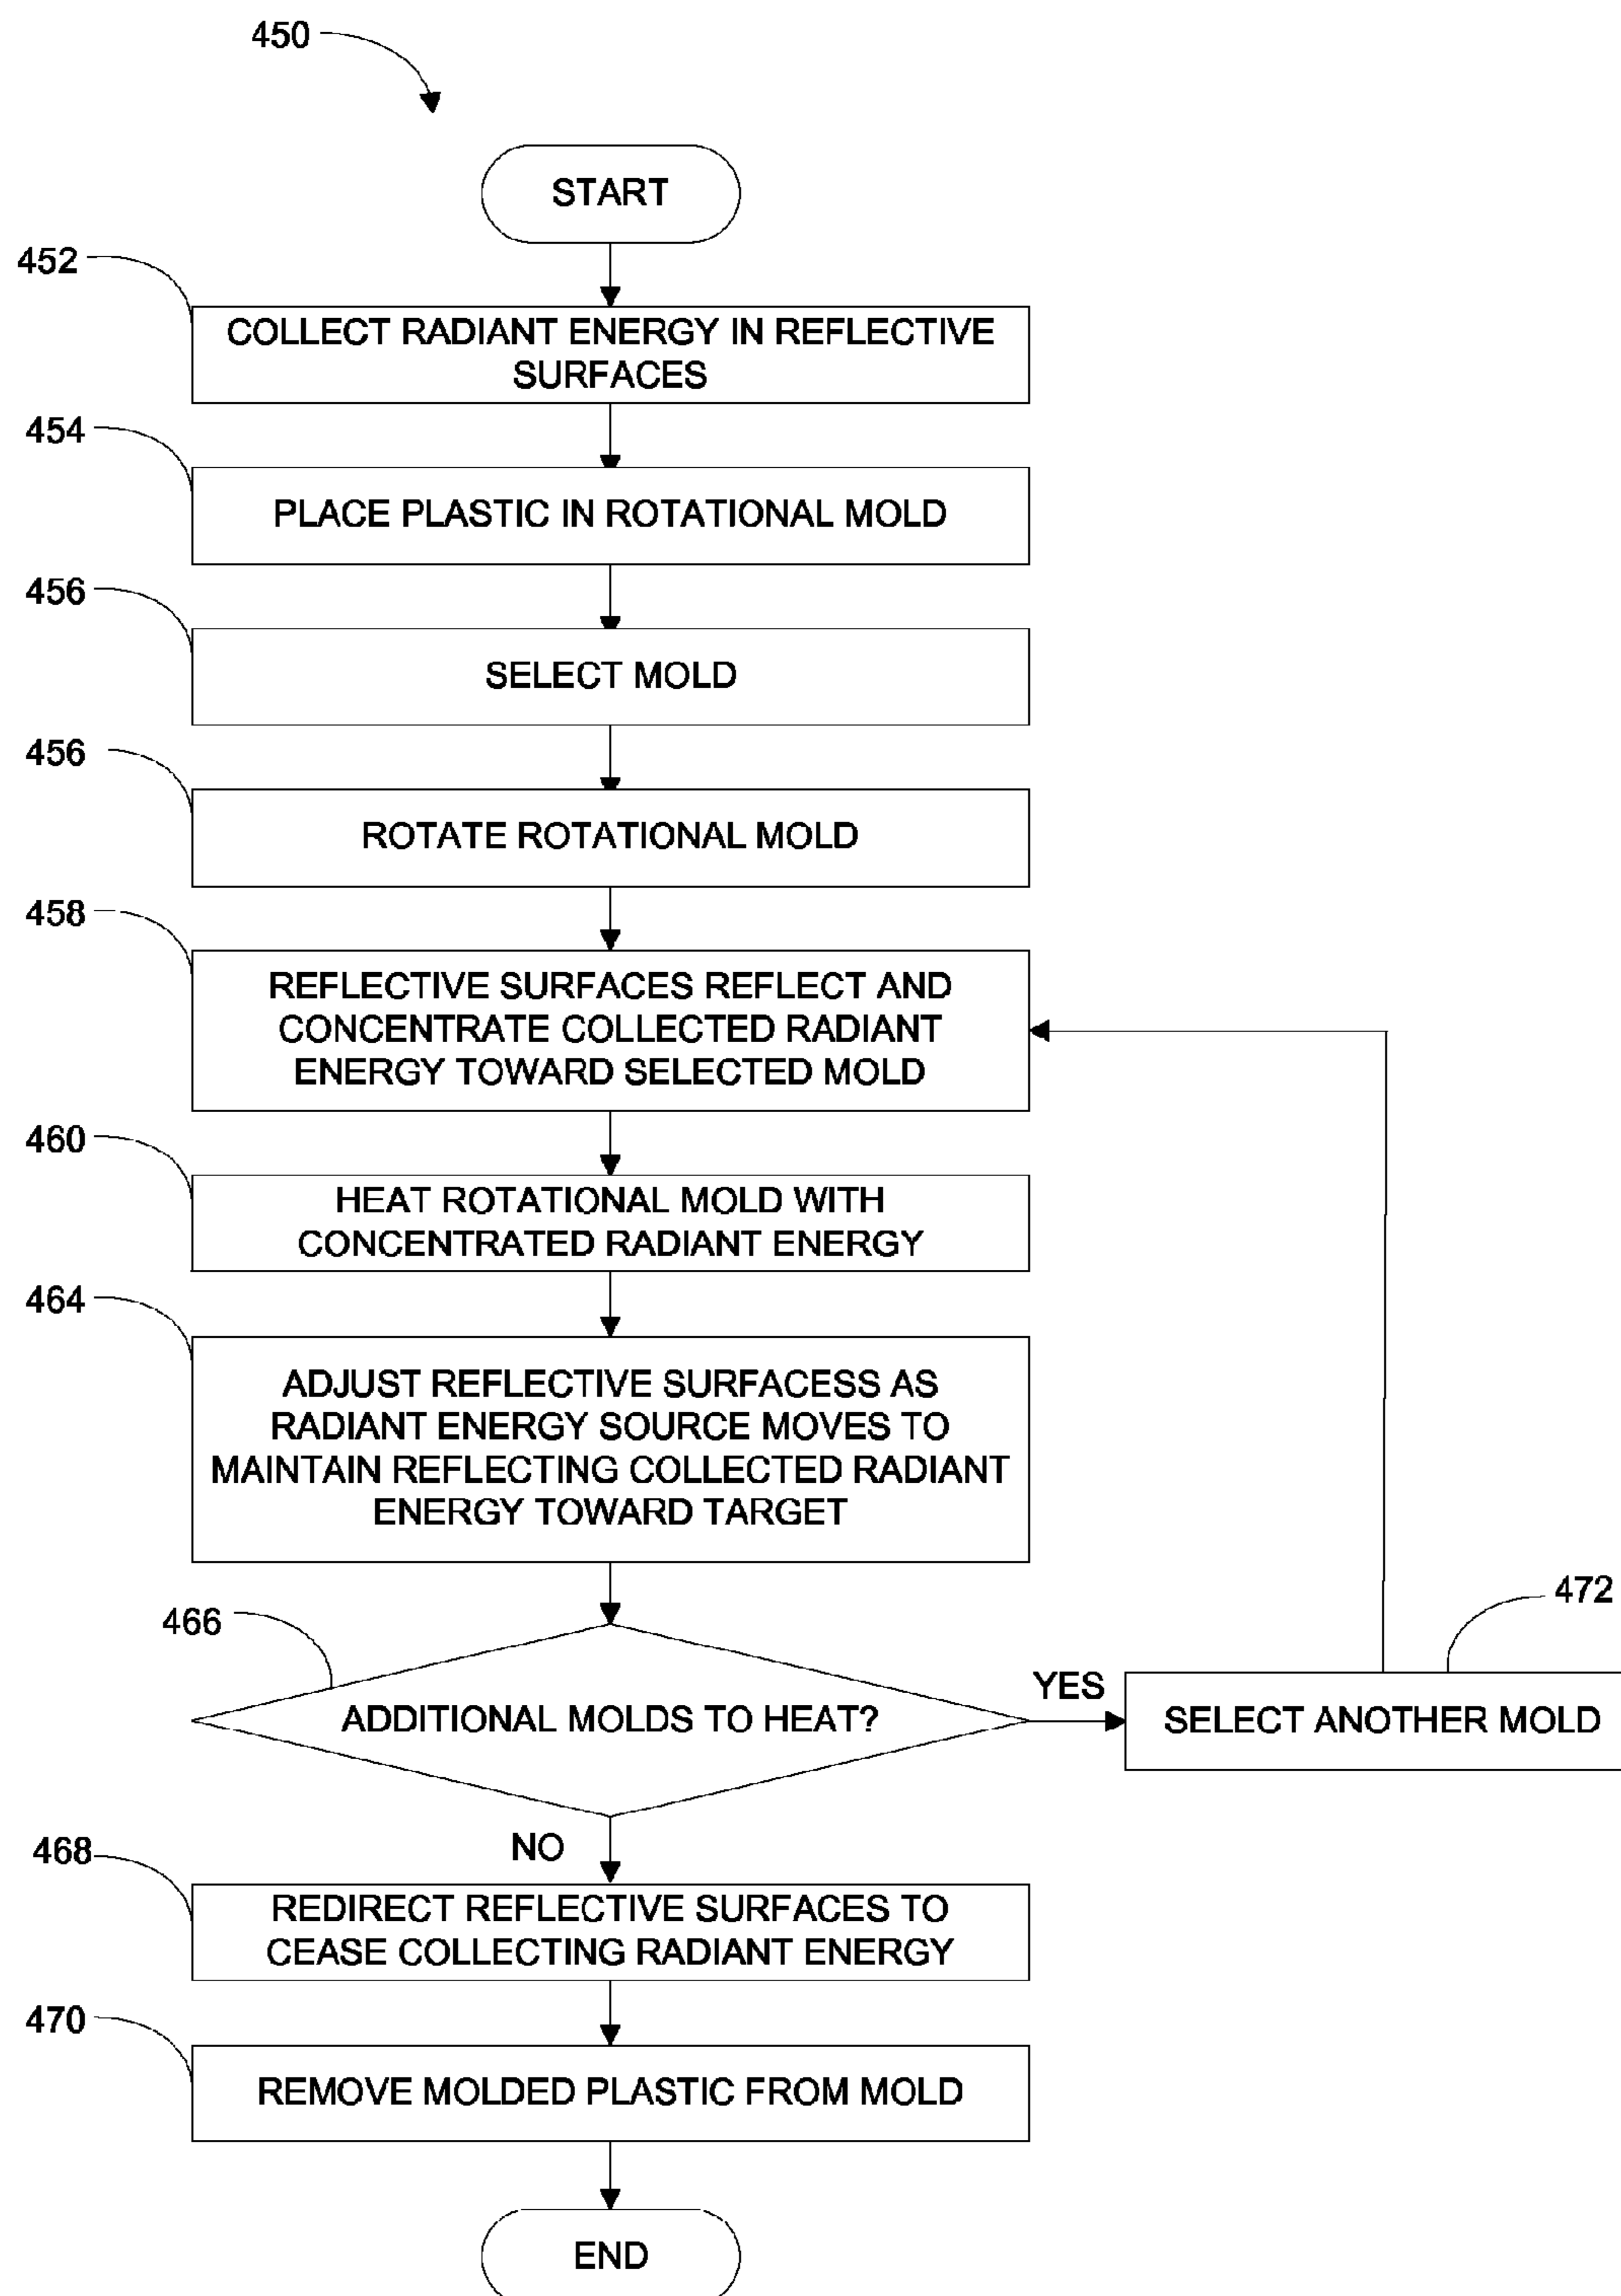 450
START
452
COLLECT RADIANT ENERGY IN REFLECTIVE
SURFACES
454
PLACE PLASTIC IN ROTATIONAL MOLD
456
SELECT MOLD
456
ROTATE ROTATIONAL MOLD
458
REFLECTIVE SURFACES REFLECT AND
CONCENTRATE COLLECTED RADIANT
ENERGY TOWARD SELECTED MOLD
460
HEAT ROTATIONAL MOLD WITH
CONCENTRATED RADIANT ENERGY
464
ADJUST REFLECTIVE SURFACESS AS
RADIANT ENERGY SOURCE MOVES TO
MAINTAIN REFLECTING COLLECTED RADIANT
ENERGY TOWARD TARGET
466
ADDITIONAL MOLDS TO HEAT?
YES
472
SELECT ANOTHER MOLD
NO
468
REDIRECT REFLECTIVE SURFACES TO
CEASE COLLECTING RADIANT ENERGY
470
REMOVE MOLDED PLASTIC FROM MOLD
END